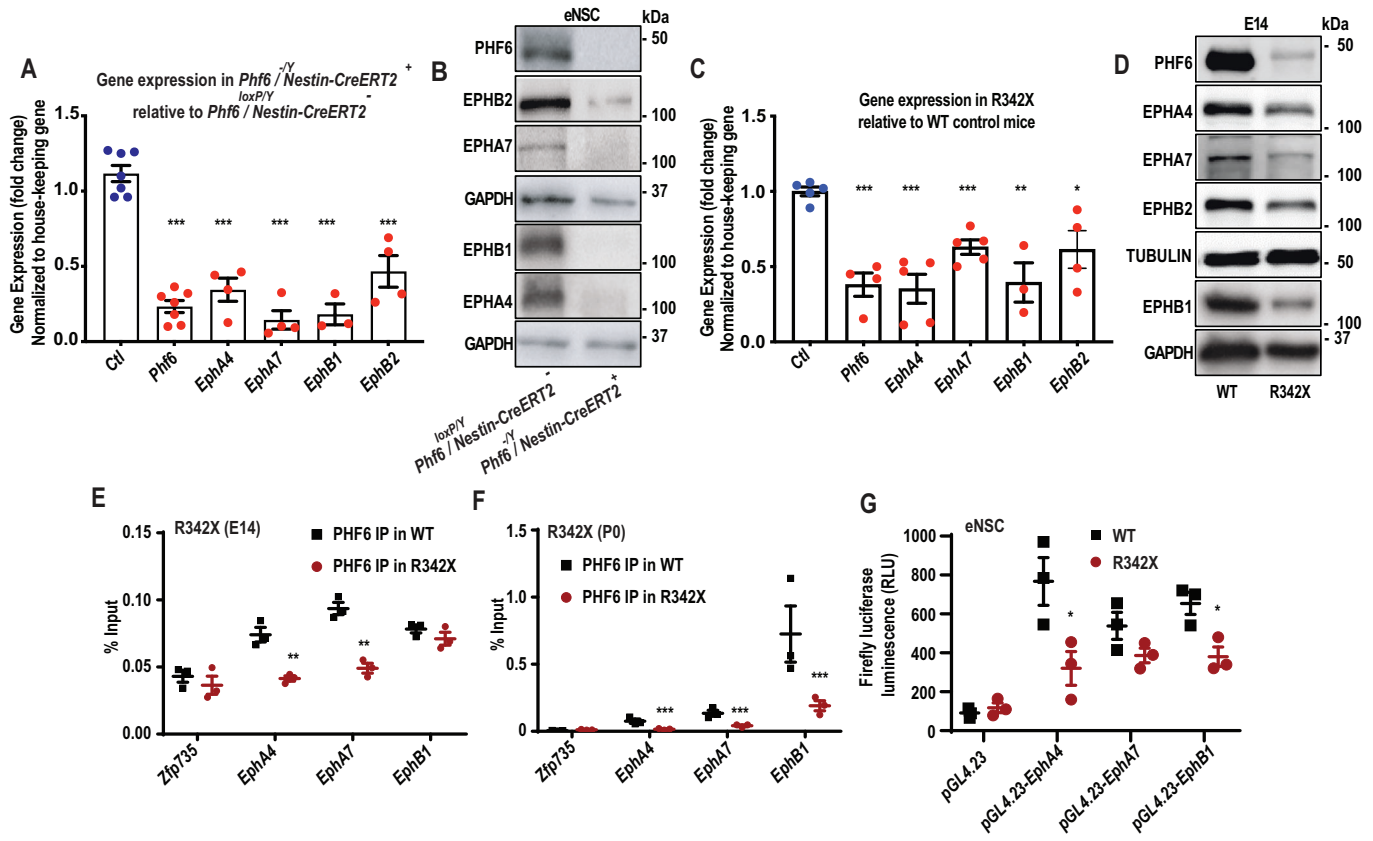 A
-/Y +
Gene expression in Phf6 / Nestin-CreERT2
loxP/Y -
relative to Phf6 / Nestin-CreERT2
Gene Expression (fold change)
Normalized to house-keeping gene
1.5
1.0
0.5
0.0
*** *** *** *** ***
Ctl
Phf6
EphA4
EphA7
EphB1
EphB2
B
eNSC
kDa
PHF6
- 50
EPHB2
- 100
EPHA7
- 100
GAPDH
- 37
EPHB1
- 100
EPHA4
- 100
GAPDH
- 37
loxP/Y -
Phf6 / Nestin-CreERT2
-/Y +
Phf6 / Nestin-CreERT2
C
Gene expression in R342X
relative to WT control mice
Gene Expression (fold change)
Normalized to house-keeping gene
1.5
1.0
0.5
0.0
*** *** *** ** *
Ctl
Phf6
EphA4
EphA7
EphB1
EphB2
D
E14
kDa
PHF6
- 50
EPHA4
- 100
EPHA7
- 100
EPHB2
- 100
TUBULIN
- 50
EPHB1
- 100
GAPDH
- 37
WT R342X
E
R342X (E14)
PHF6 IP in WT
PHF6 IP in R342X
% Input
0.15
0.10
0.05
0.00
** **
Zfp735
EphA4
EphA7
EphB1
F
R342X (P0)
PHF6 IP in WT
PHF6 IP in R342X
% Input
1.5
1.0
0.5
0
*** *** ***
Zfp735
EphA4
EphA7
EphB1
G
eNSC
WT
R342X
Firefly luciferase
luminescence (RLU)
1000
800
600
400
200
0
* *
pGL4.23
pGL4.23-EphA4
pGL4.23-EphA7
pGL4.23-EphB1